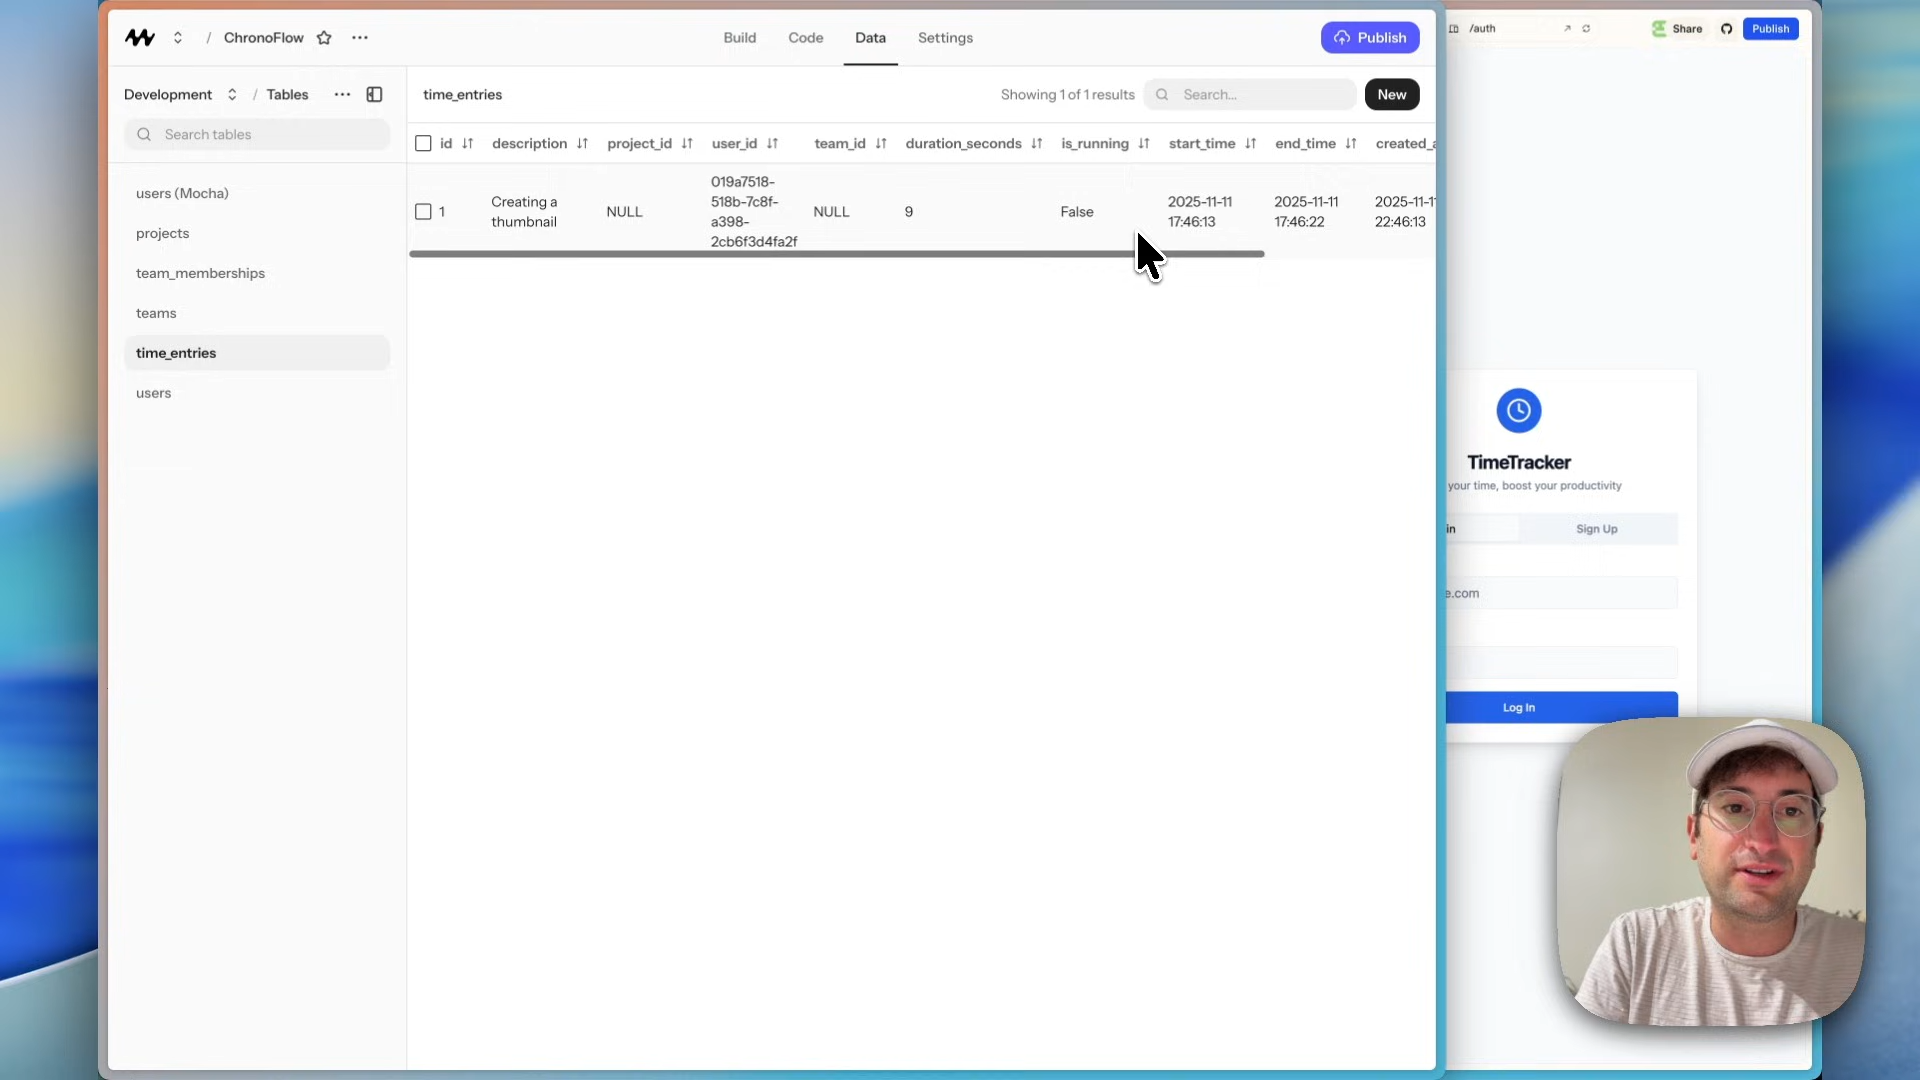 / ChronoFlow
Build
Code
Data
Settings
Publish
/auth
Share
Publish
Development
/ Tables
time_entries
Showing 1 of 1 results
Search...
New
Search tables
id
description
project_id
user_id
team_id
duration_seconds
is_running
start_time
end_time
created_a
1
Creating a
thumbnail
NULL
019a7518-
518b-7c8f-
a398-
2cb6f3d4fa2f
NULL
9
False
2025-11-11
17:46:13
2025-11-11
17:46:22
2025-11-11
22:46:13
users (Mocha)
projects
team_memberships
teams
time_entries
users
TimeTracker
your time, boost your productivity
in
Sign Up
e.com
Log In